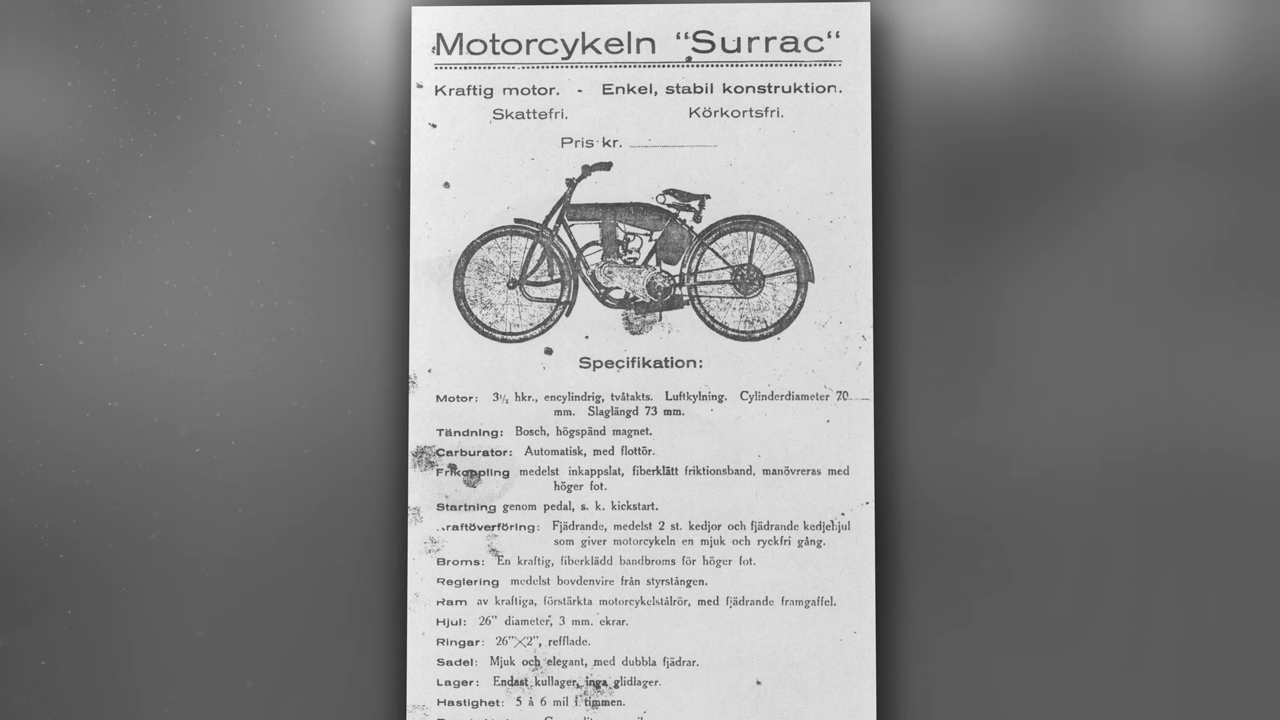 Motorcykeln “Surrac“
Kraftig motor. - Enkel, stabil konstruktion.
Skattefri. Körkortsfri.
Pris kr. ........................
Specifikation:
Motor: 3½ hkr., encylindrig, tvåtakts. Luftkylning. Cylinderdiameter 70
mm. Slaglängd 73 mm.
Tändning: Bosch, högspänd magnet.
Carburator: Automatisk, med flottör.
Frikoppling medelst inkappslat, fiberklätt friktionsband, manövreras med
höger fot.
Startning genom pedal, s. k. kickstart.
raftöverföring: Fjädrande, medelst 2 st. kedjor och fjädrande kedjehjul
som giver motorcykeln en mjuk och ryckfri gång.
Broms: En kraftig, fiberklädd bandbroms för höger fot.
Reglering medelst bovdenvire från styrstången.
Ram av kraftiga, förstärkta motorcykelstålrör, med fjädrande framgaffel.
Hjul: 26” diameter, 3 mm. ekrar.
Ringar: 26”×2”, refflade.
Sadel: Mjuk och elegant, med dubbla fjädrar.
Lager: Endast kullager, inga glidlager.
Hastighet: 5 à 6 mil i timmen.